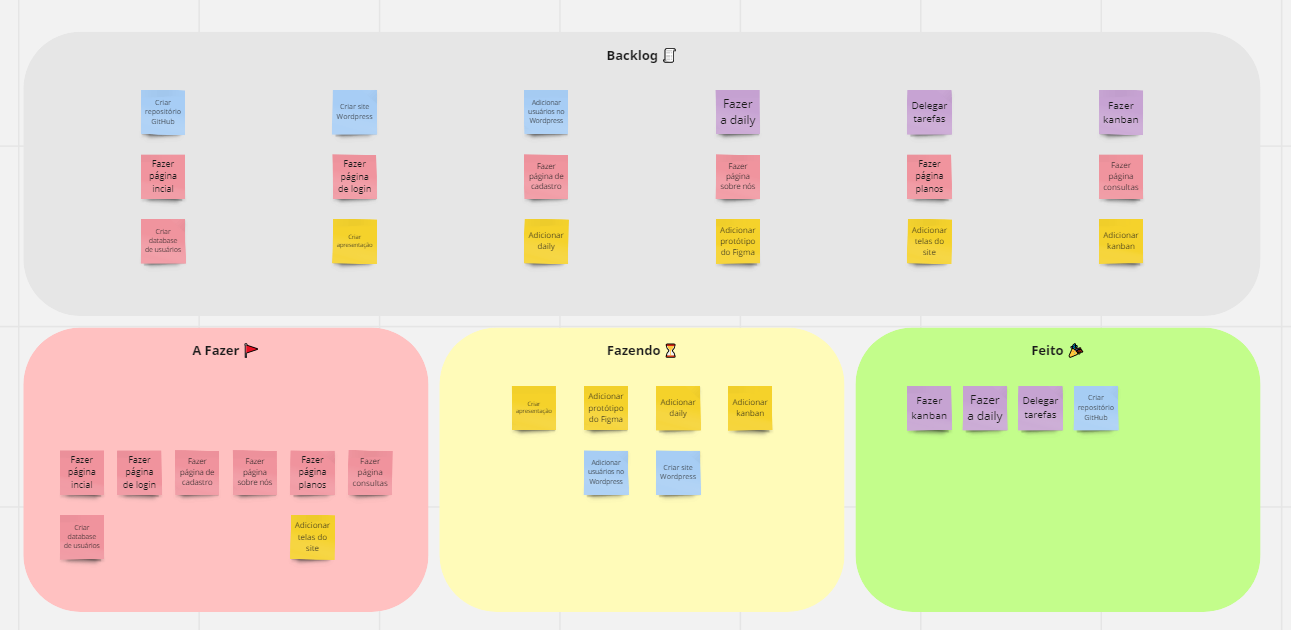 Backlog
Criar
repositório
GitHub
Criar site
Wordpress
Adicionar
usuários no
Wordpress
Fazer
a daily
Delegar
tarefas
Fazer
kanban
Fazer
página
incial
Fazer
página
de login
Fazer
página de
cadastro
Fazer
página
sobre nós
Fazer
página
planos
Fazer
página
consultas
Criar
database
de usuários
Criar
apresentação
Adicionar
daily
Adicionar
protótipo
do Figma
Adicionar
telas do
site
Adicionar
kanban
A Fazer
Fazer
página
incial
Fazer
página
de login
Fazer
página de
cadastro
Fazer
página
sobre nós
Fazer
página
planos
Fazer
página
consultas
Criar
database
de usuários
Adicionar
telas do
site
Fazendo
Criar
apresentação
Adicionar
protótipo
do Figma
Adicionar
daily
Adicionar
kanban
Adicionar
usuários no
Wordpress
Criar site
Wordpress
Feito
Fazer
kanban
Fazer
a daily
Delegar
tarefas
Criar
repositório
GitHub